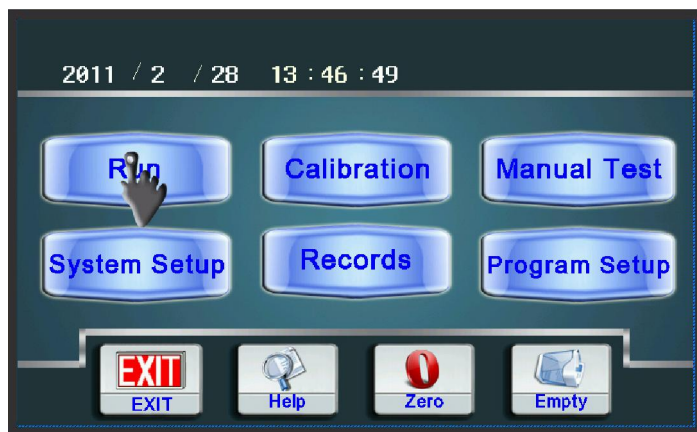 2011 / 2 / 28 13 : 46 : 49
Run Calibration Manual Test
System Setup Records Program Setup
EXIT
EXIT Help Zero Empty